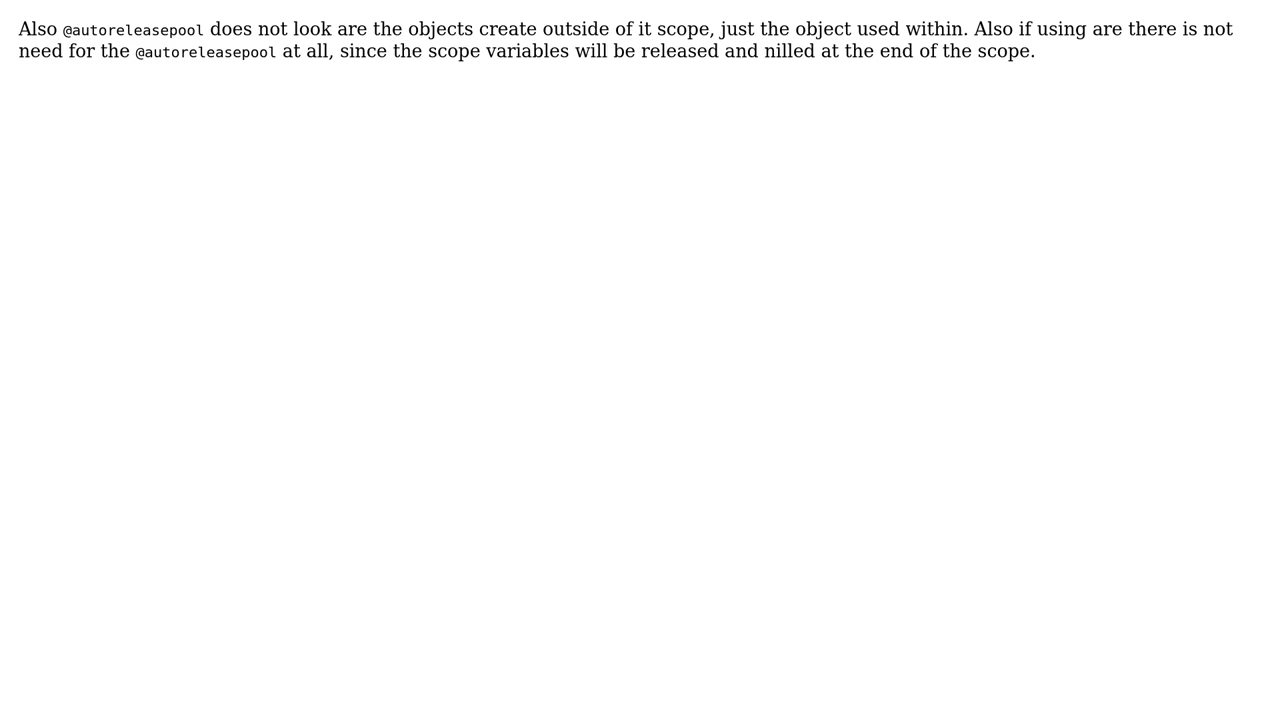 Also @autoreleasepool does not look are the objects create outside of it scope, just the object used within. Also if using are there is not
need for the @autoreleasepool at all, since the scope variables will be released and nilled at the end of the scope.